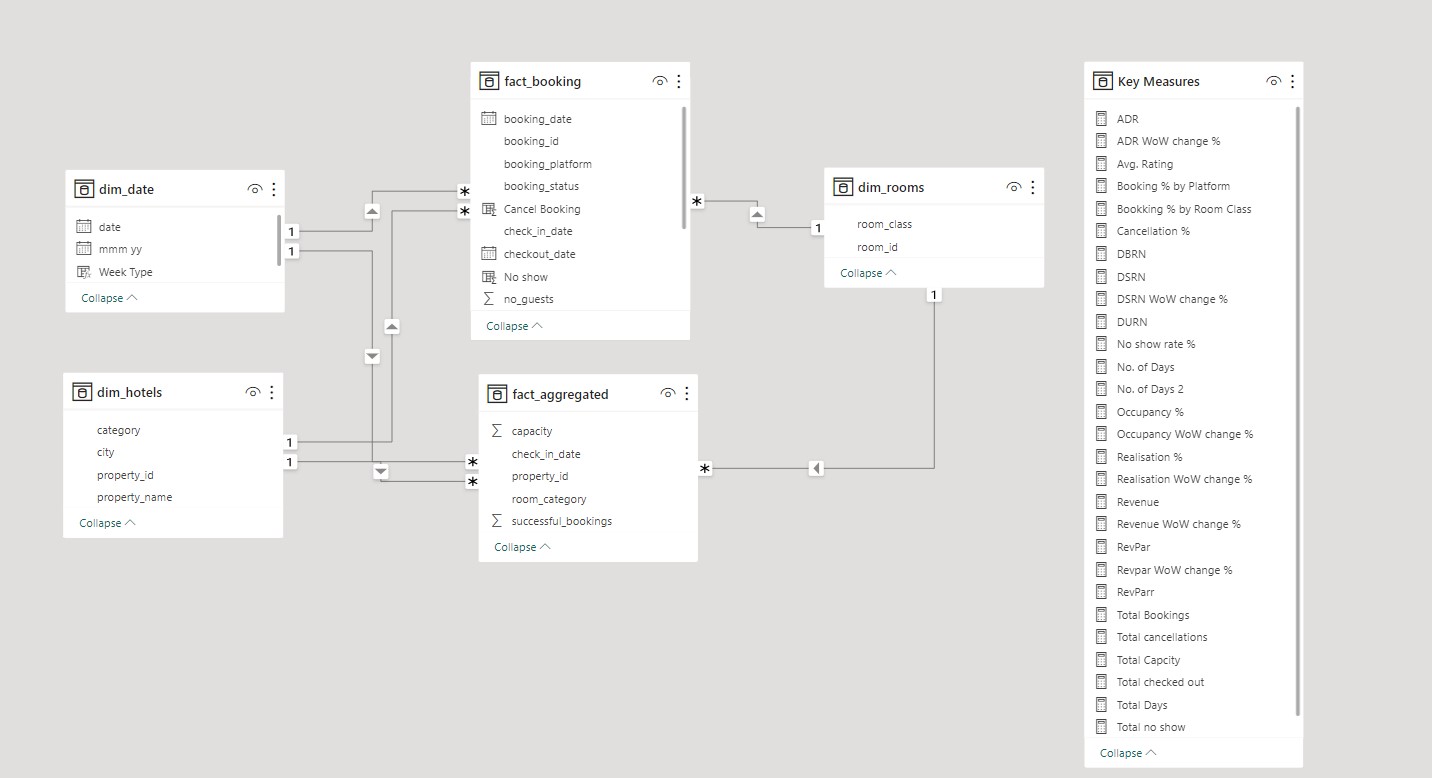 dim_date
date
mmm yy
Week Type
Collapse
1
1
dim_hotels
category
city
property_id
property_name
Collapse
1
1
fact_booking
booking_date
booking_id
booking_platform
booking_status
Cancel Booking
check_in_date
checkout_date
No show
no_guests
Collapse
*
*
*
fact_aggregated
capacity
check_in_date
property_id
room_category
successful_bookings
Collapse
*
*
*
dim_rooms
room_class
room_id
Collapse
1
1
Key Measures
ADR
ADR WoW change %
Avg. Rating
Booking % by Platform
Bookking % by Room Class
Cancellation %
DBRN
DSRN
DSRN WoW change %
DURN
No show rate %
No. of Days
No. of Days 2
Occupancy %
Occupancy WoW change %
Realisation %
Realisation WoW change %
Revenue
Revenue WoW change %
RevPar
Revpar WoW change %
RevParr
Total Bookings
Total cancellations
Total Capcity
Total checked out
Total Days
Total no show
Collapse